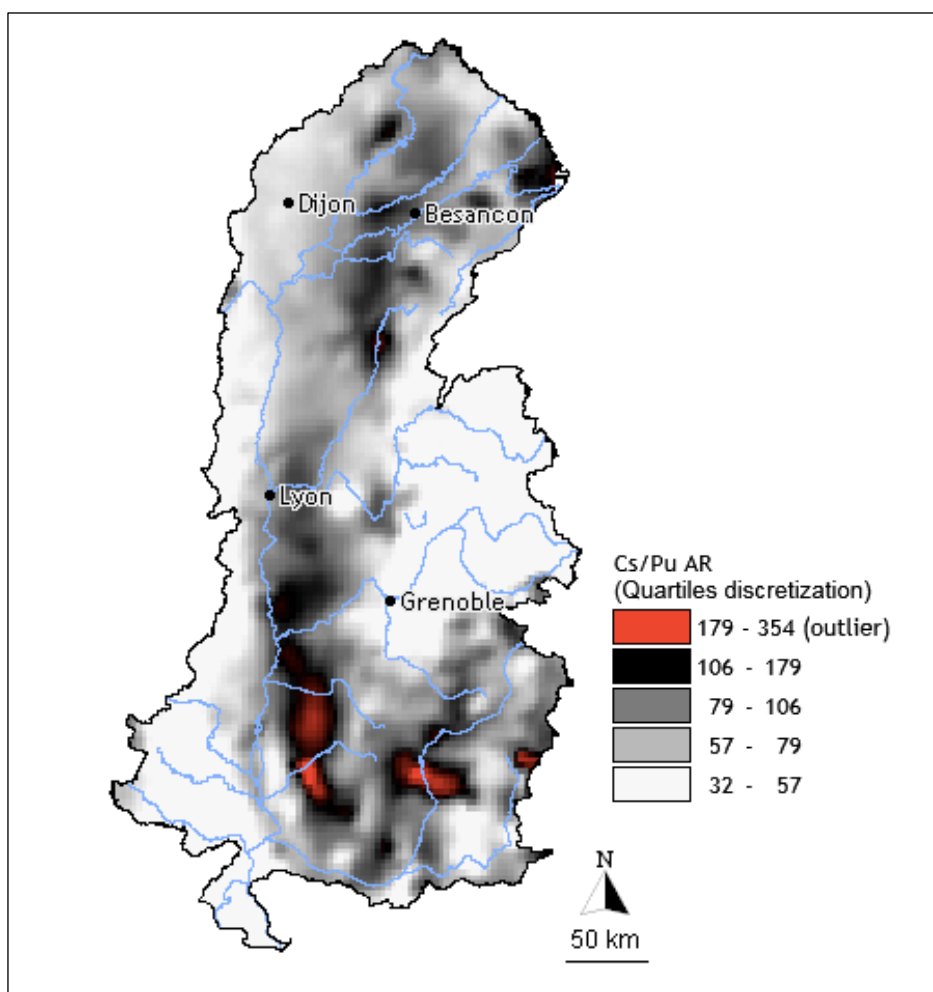 Dijon
Besancon
Lyon
Grenoble
Cs/Pu AR
(Quartiles discretization)
179 - 354 (outlier)
106 - 179
79 - 106
57 - 79
32 - 57
N
50 km